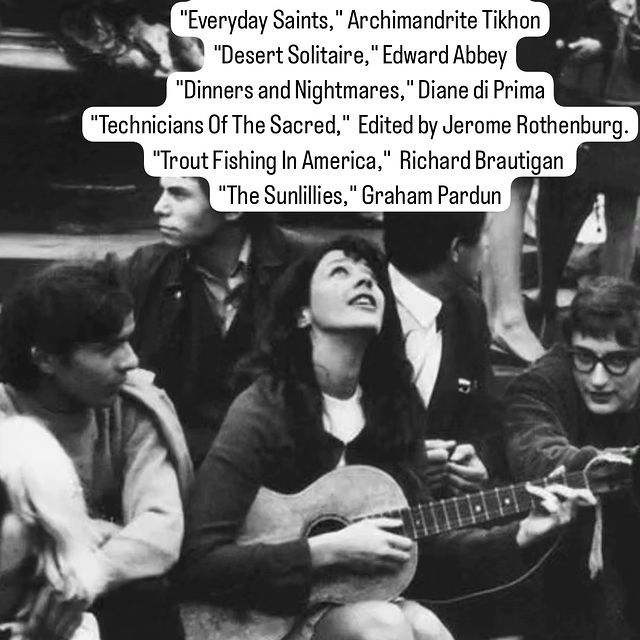 "Everyday Saints," Archimandrite Tikhon
"Desert Solitaire," Edward Abbey
"Dinners and Nightmares," Diane di Prima
"Technicians Of The Sacred," Edited by Jerome Rothenburg.
"Trout Fishing In America," Richard Brautigan
"The Sunlillies," Graham Pardun